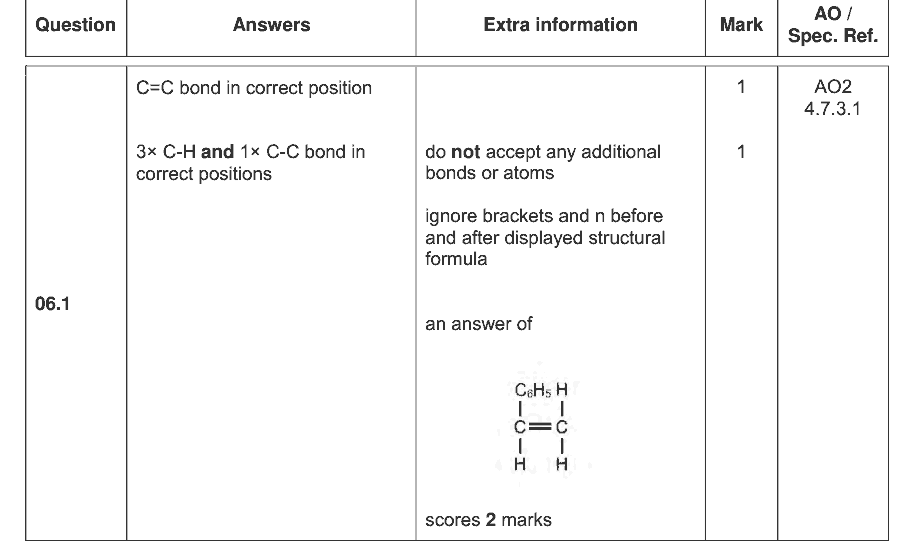 Question Answers Extra information Mark AO /
Spec. Ref.
06.1
C=C bond in correct position 1 AO2
4.7.3.1
3× C-H and 1× C-C bond in
correct positions
do not accept any additional 1
bonds or atoms
ignore brackets and n before
and after displayed structural
formula
an answer of
C₆H₅ H
C=C
H H
scores 2 marks